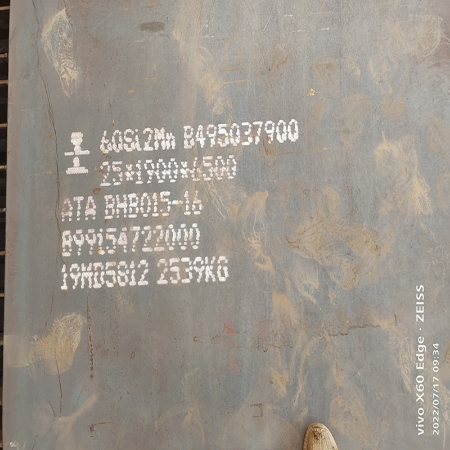 60Si2Mn B495037900
25*1900*6500
ATA BHB015-16
B99154722000
19MD5812 2539KG
vivo X60 Edge · ZEISS
2022/07/17 09:34